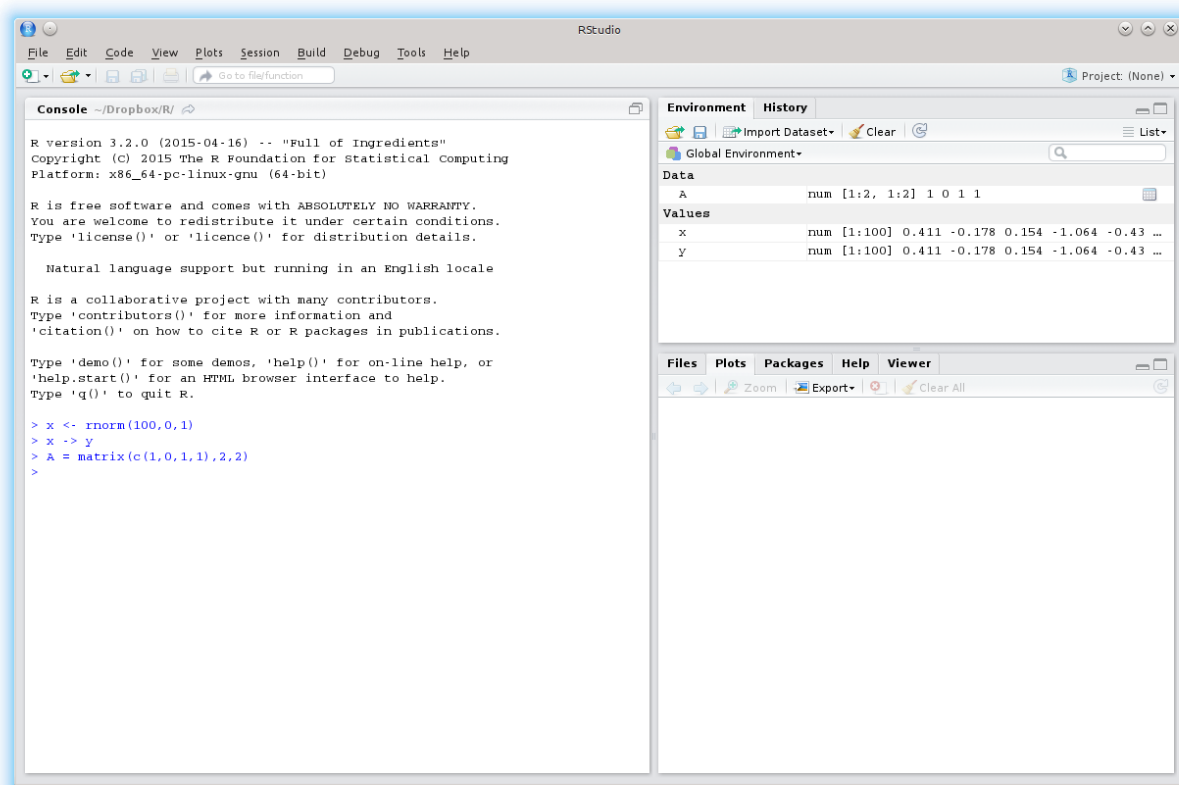 RStudio
File Edit Code View Plots Session Build Debug Tools Help
Go to file/function
Project: (None)
Console ~/Dropbox/R/
R version 3.2.0 (2015-04-16) -- "Full of Ingredients"
Copyright (C) 2015 The R Foundation for Statistical Computing
Platform: x86_64-pc-linux-gnu (64-bit)
R is free software and comes with ABSOLUTELY NO WARRANTY.
You are welcome to redistribute it under certain conditions.
Type 'license()' or 'licence()' for distribution details.
Natural language support but running in an English locale
R is a collaborative project with many contributors.
Type 'contributors()' for more information and
'citation()' on how to cite R or R packages in publications.
Type 'demo()' for some demos, 'help()' for on-line help, or
'help.start()' for an HTML browser interface to help.
Type 'q()' to quit R.
> x <- rnorm(100,0,1)
> x -> y
> A = matrix(c(1,0,1,1),2,2)
>
Environment History
Import Dataset Clear List
Global Environment
Data
A num [1:2, 1:2] 1 0 1 1
Values
x num [1:100] 0.411 -0.178 0.154 -1.064 -0.43 ...
y num [1:100] 0.411 -0.178 0.154 -1.064 -0.43 ...
Files Plots Packages Help Viewer
Zoom Export Clear All